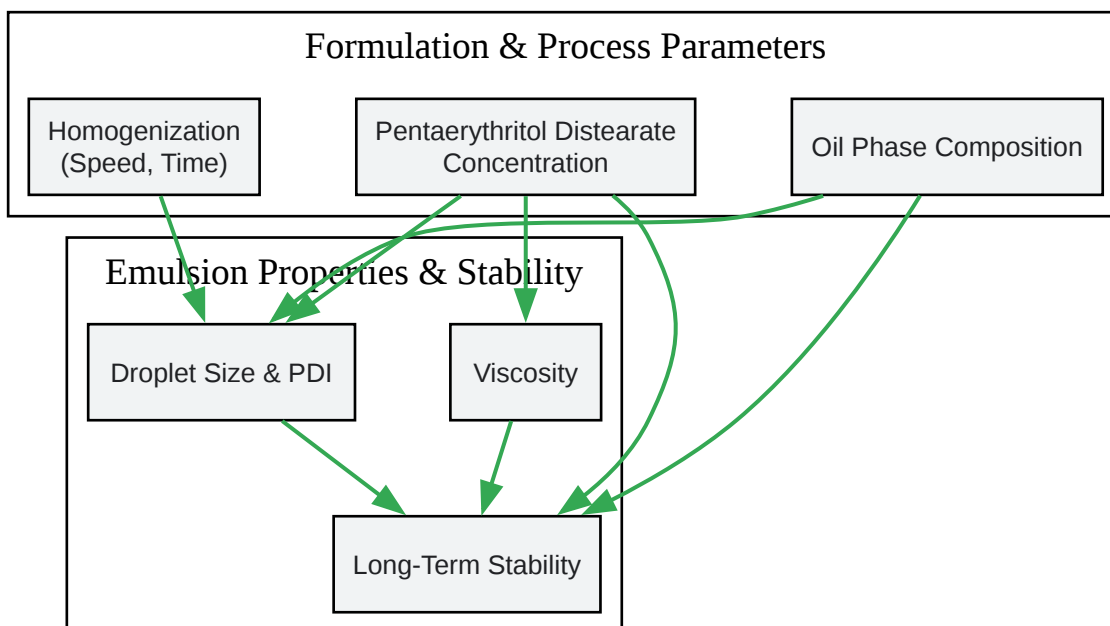 Formulation & Process Parameters
Homogenization
(Speed, Time)
Pentaerythritol Distearate
Concentration
Oil Phase Composition
Emulsion Properties & Stability
Droplet Size & PDI
Viscosity
Long-Term Stability